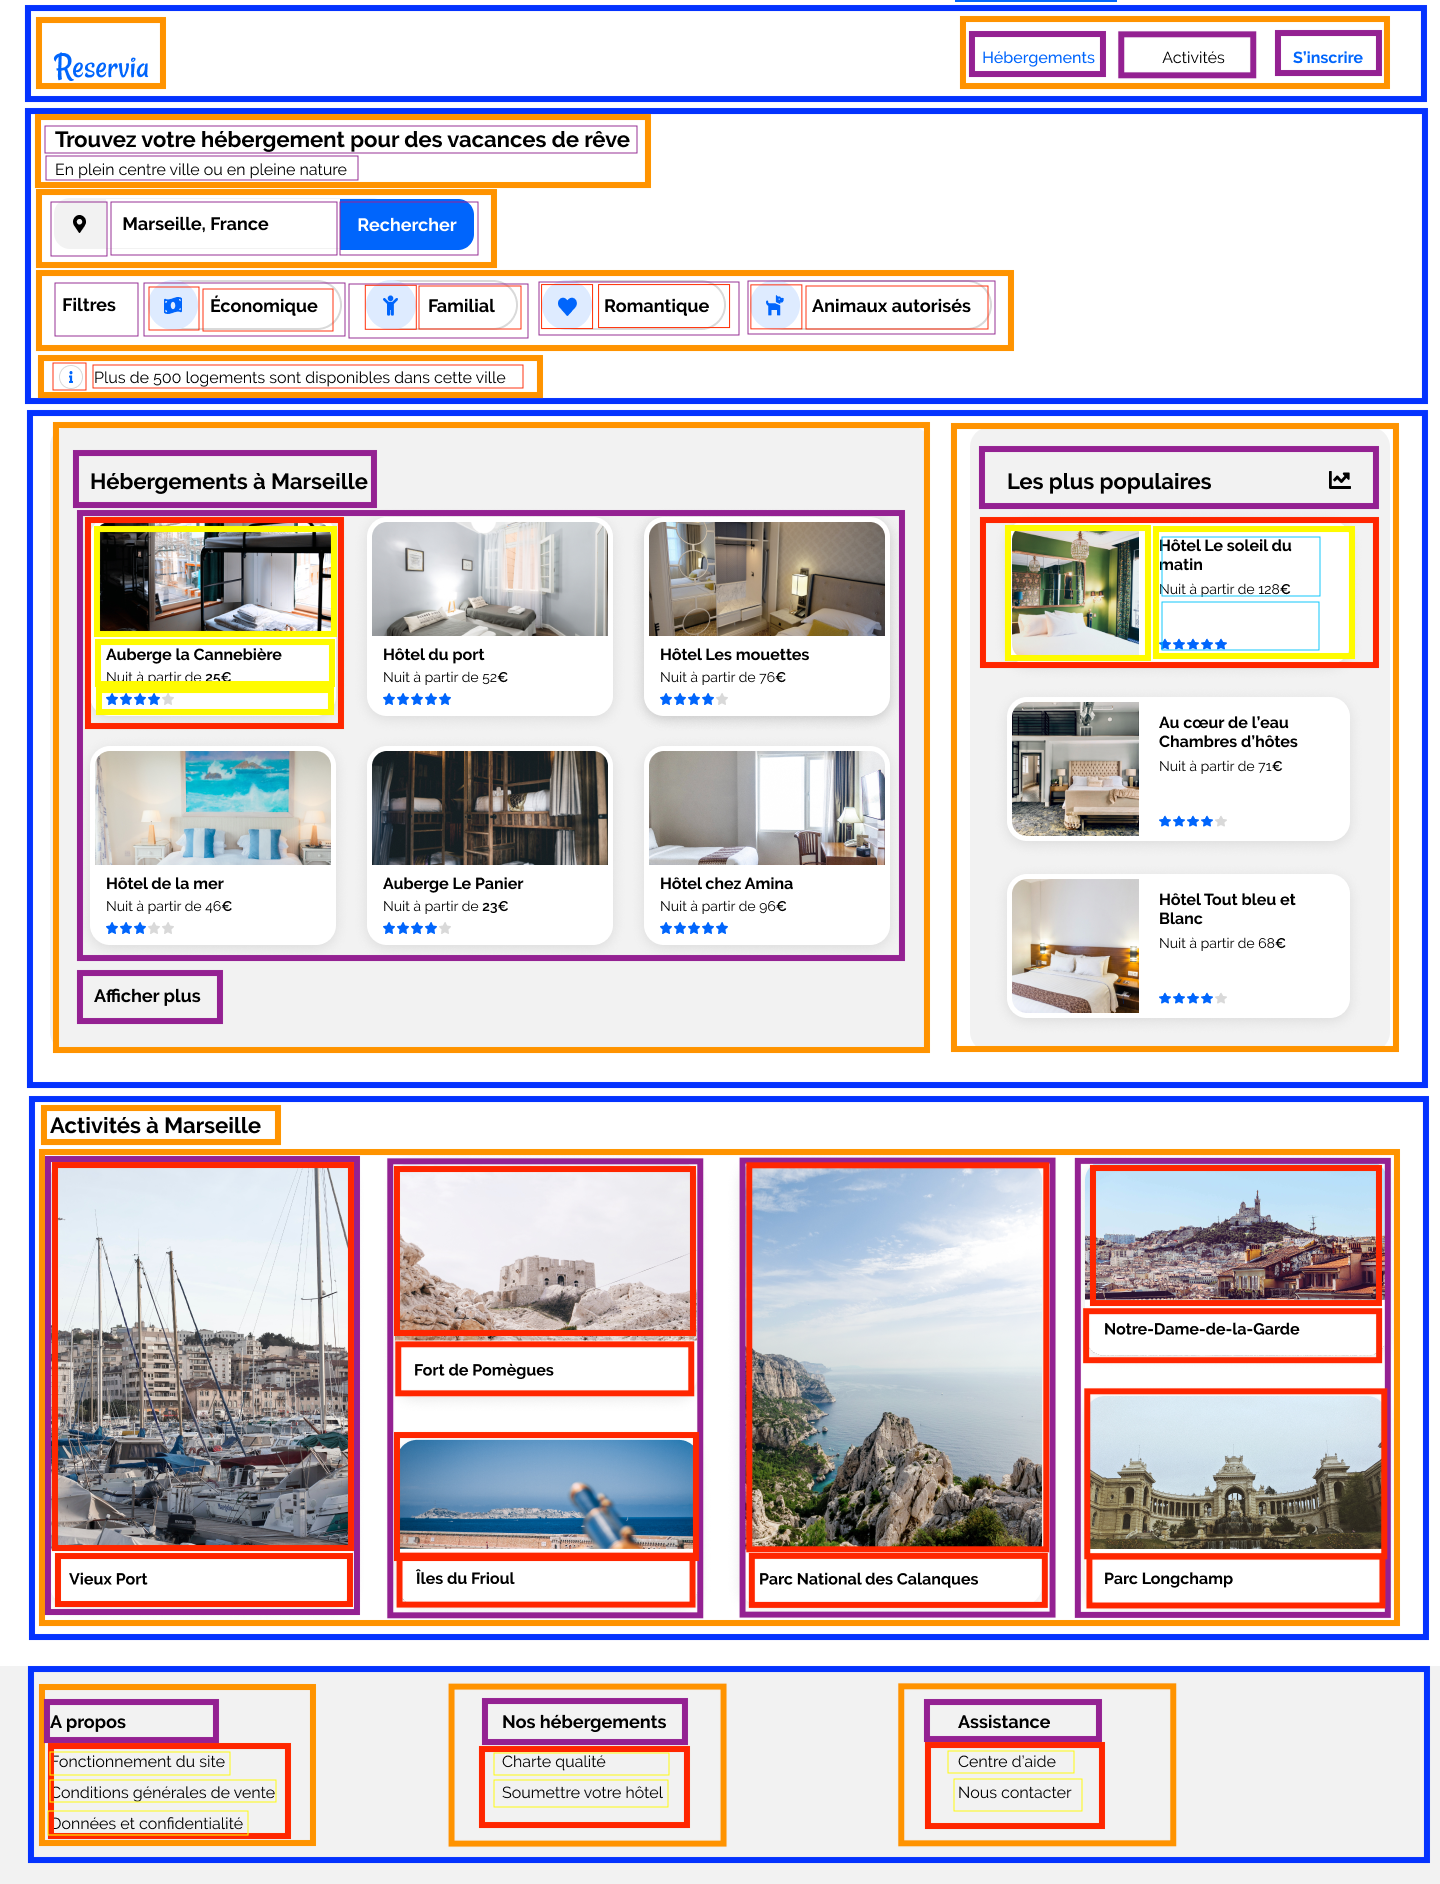 Reservia
Hébergements
Activités
S'inscrire
Trouvez votre hébergement pour des vacances de rêve
En plein centre ville ou en pleine nature
Marseille, France
Rechercher
Filtres
Économique
Familial
Romantique
Animaux autorisés
Plus de 500 logements sont disponibles dans cette ville
Hébergements à Marseille
Auberge la Cannebière
Nuit à partir de 25€
Hôtel du port
Nuit à partir de 52€
Hôtel Les mouettes
Nuit à partir de 76€
Hôtel de la mer
Nuit à partir de 46€
Auberge Le Panier
Nuit à partir de 23€
Hôtel chez Amina
Nuit à partir de 96€
Afficher plus
Les plus populaires
Hôtel Le soleil du
matin
Nuit à partir de 128€
Au cœur de l'eau
Chambres d'hôtes
Nuit à partir de 71€
Hôtel Tout bleu et
Blanc
Nuit à partir de 68€
Activités à Marseille
Vieux Port
Fort de Pomègues
Îles du Frioul
Parc National des Calanques
Notre-Dame-de-la-Garde
Parc Longchamp
A propos
Fonctionnement du site
Conditions générales de vente
Données et confidentialité
Nos hébergements
Charte qualité
Soumettre votre hôtel
Assistance
Centre d'aide
Nous contacter